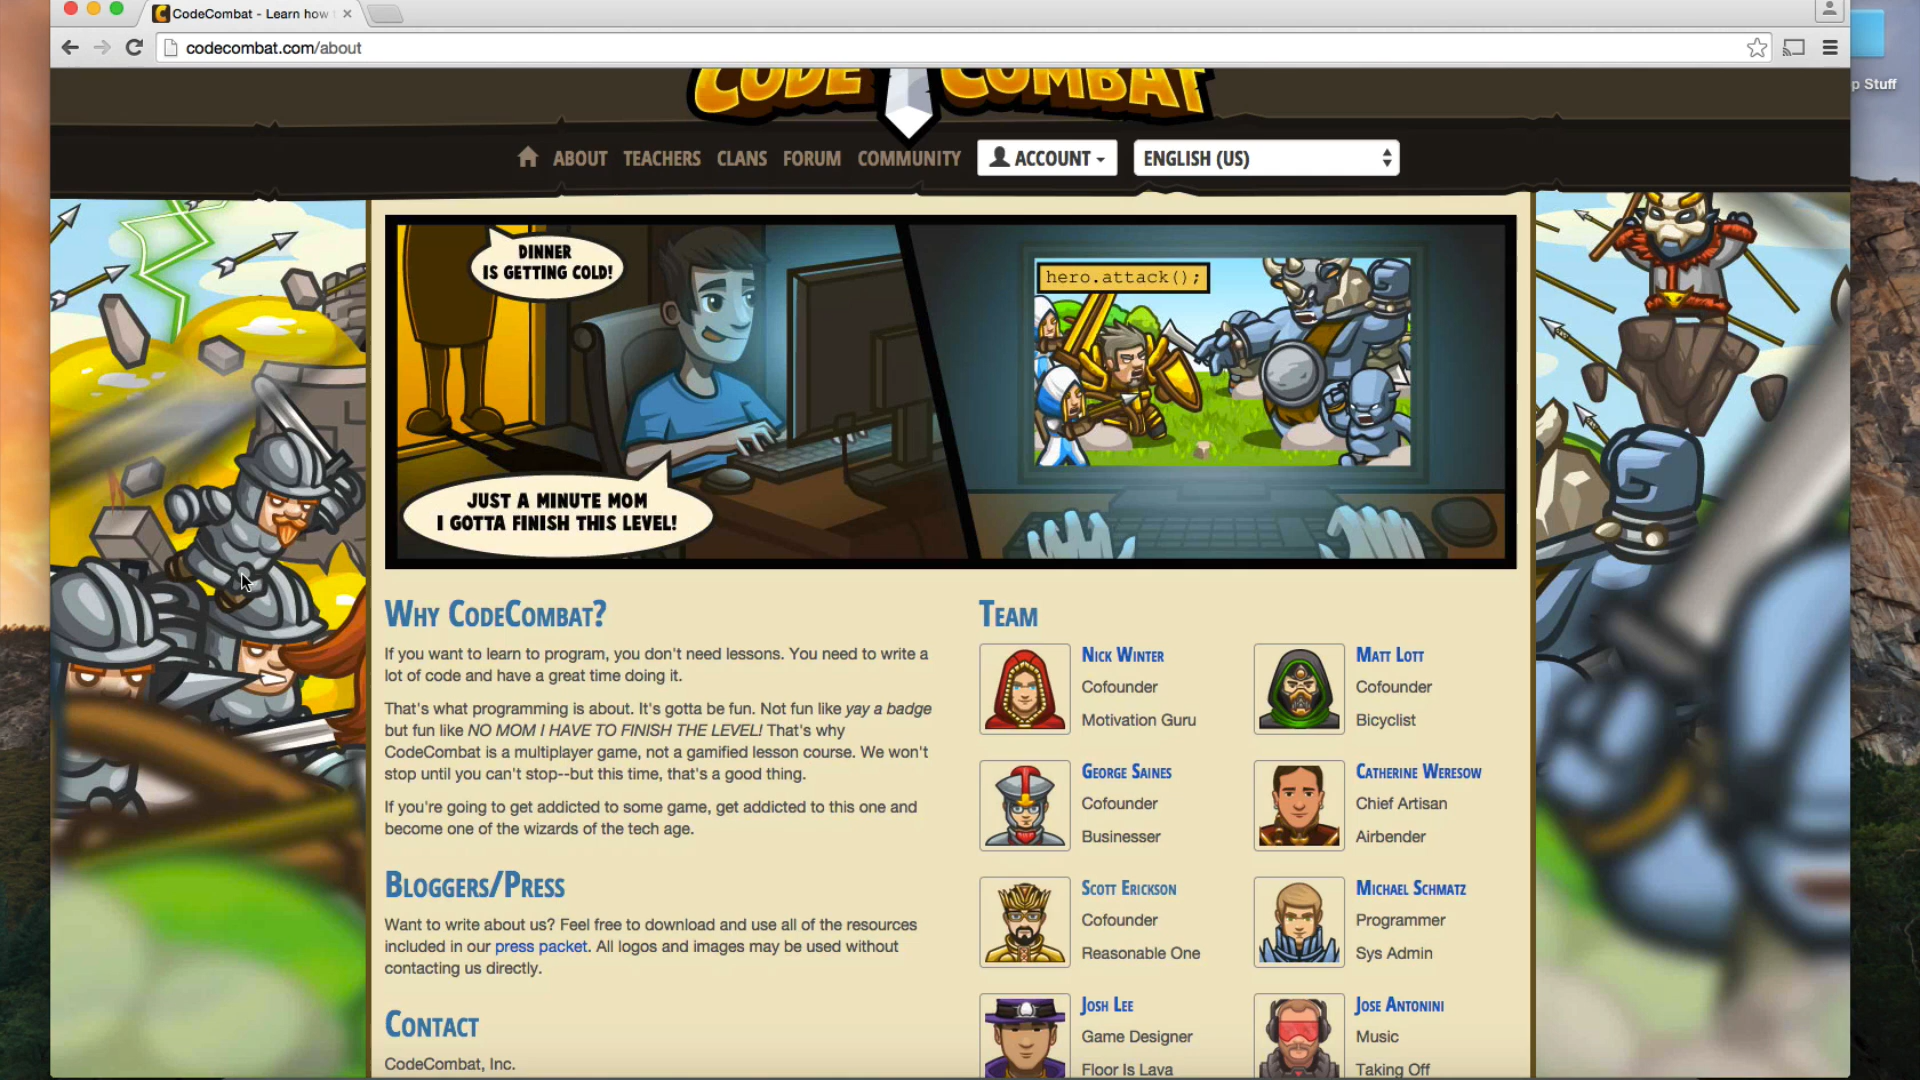 CodeCombat - Learn how
codecombat.com/about
p Stuff
CODE COMBAT
ABOUT TEACHERS CLANS FORUM COMMUNITY ACCOUNT ENGLISH (US)
DINNER
IS GETTING COLD!
hero.attack();
JUST A MINUTE MOM
I GOTTA FINISH THIS LEVEL!
WHY CODECOMBAT?
If you want to learn to program, you don't need lessons. You need to write a
lot of code and have a great time doing it.
That's what programming is about. It's gotta be fun. Not fun like yay a badge
but fun like NO MOM I HAVE TO FINISH THE LEVEL! That's why
CodeCombat is a multiplayer game, not a gamified lesson course. We won't
stop until you can't stop--but this time, that's a good thing.
If you're going to get addicted to some game, get addicted to this one and
become one of the wizards of the tech age.
BLOGGERS/PRESS
Want to write about us? Feel free to download and use all of the resources
included in our press packet. All logos and images may be used without
contacting us directly.
CONTACT
CodeCombat, Inc.
TEAM
NICK WINTER
Cofounder
Motivation Guru
MATT LOTT
Cofounder
Bicyclist
GEORGE SAINES
Cofounder
Businesser
CATHERINE WERESOW
Chief Artisan
Airbender
SCOTT ERICKSON
Cofounder
Reasonable One
MICHAEL SCHMATZ
Programmer
Sys Admin
JOSH LEE
Game Designer
Floor Is Lava
JOSE ANTONINI
Music
Taking Off